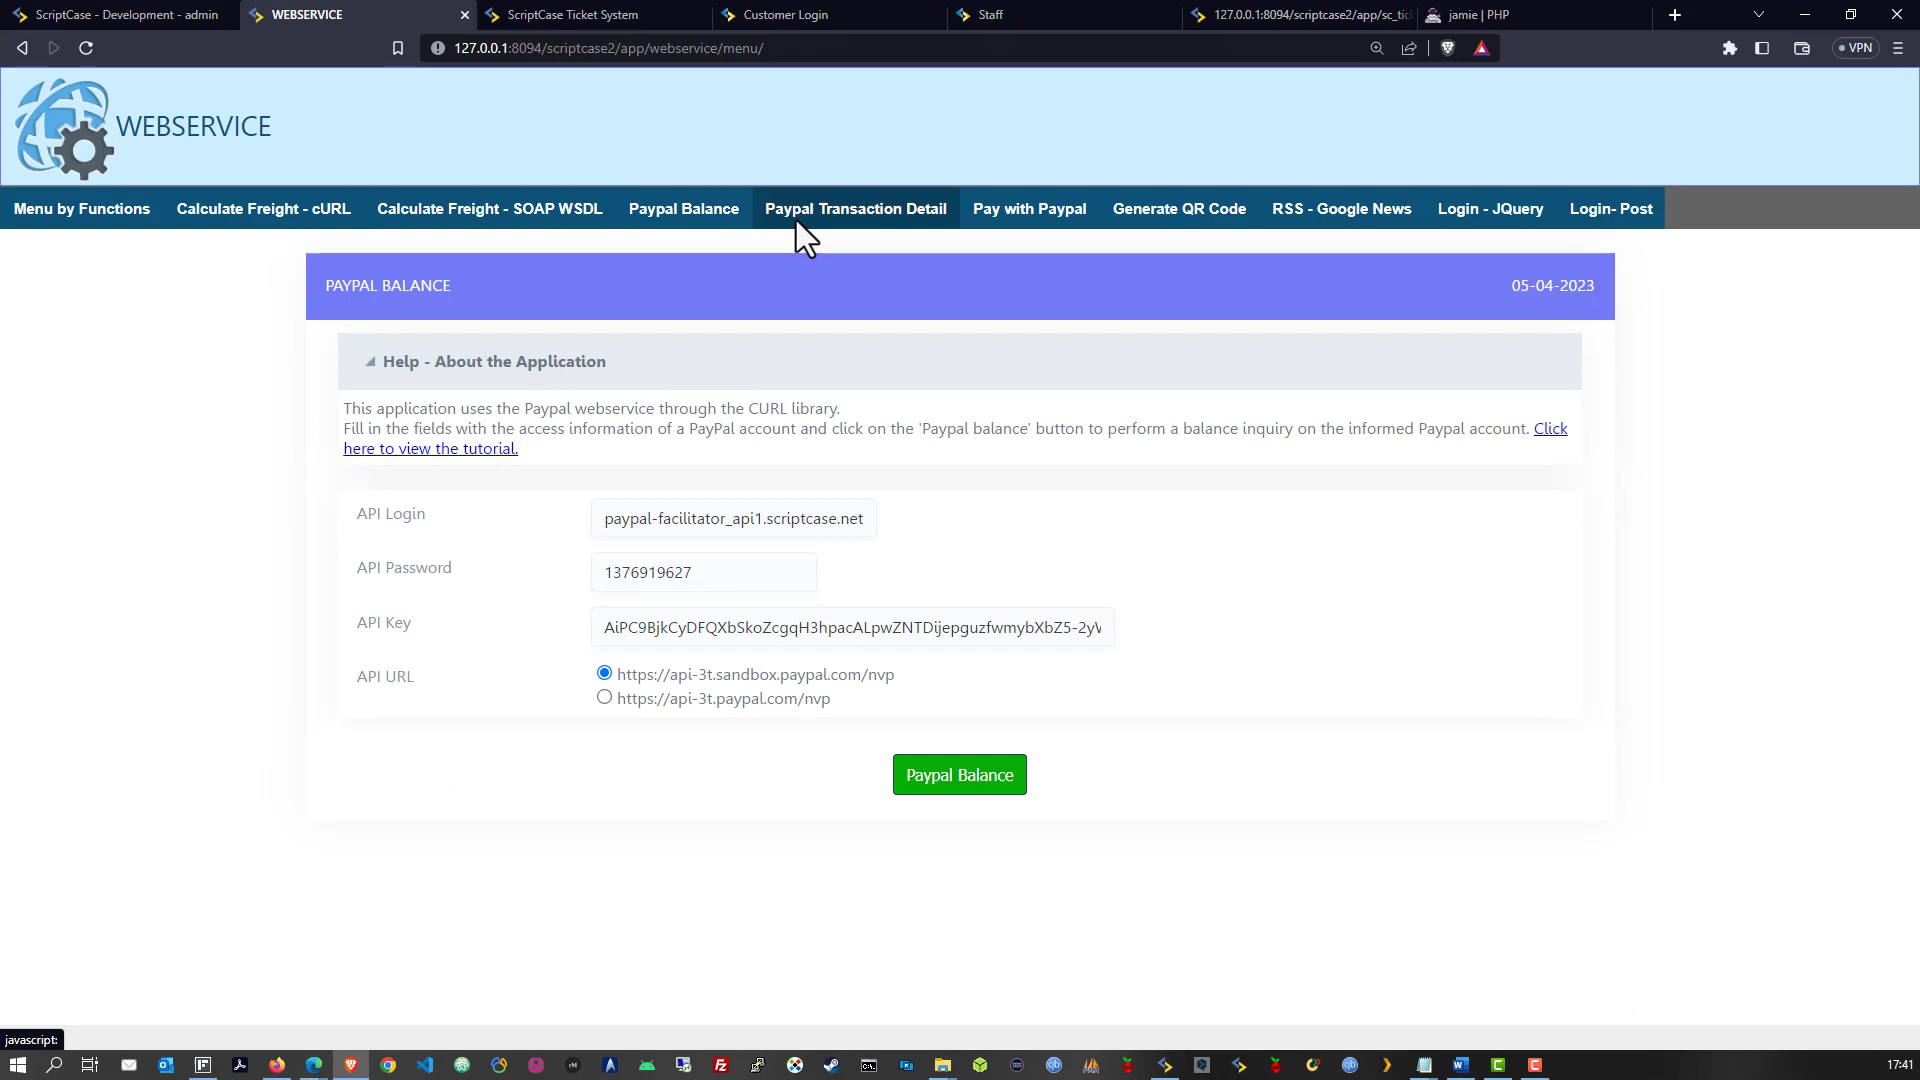 ScriptCase - Development - admin
WEBSERVICE
ScriptCase Ticket System
Customer Login
Staff
127.0.0.1:8094/scriptcase2/app/sc_tic
jamie | PHP
127.0.0.1:8094/scriptcase2/app/webservice/menu/
VPN
WEBSERVICE
Menu by Functions
Calculate Freight - cURL
Calculate Freight - SOAP WSDL
Paypal Balance
Paypal Transaction Detail
Pay with Paypal
Generate QR Code
RSS - Google News
Login - JQuery
Login- Post
PAYPAL BALANCE
05-04-2023
Help - About the Application
This application uses the Paypal webservice through the CURL library.
Fill in the fields with the access information of a PayPal account and click on the 'Paypal balance' button to perform a balance inquiry on the informed Paypal account. Click
here to view the tutorial.
API Login
paypal-facilitator_api1.scriptcase.net
API Password
1376919627
API Key
AiPC9BjkCyDFQXbSkoZcgqH3hpacALpwZNTDijepguzfwmybXbZ5-2yV
API URL
https://api-3t.sandbox.paypal.com/nvp
https://api-3t.paypal.com/nvp
Paypal Balance
javascript:
17:41